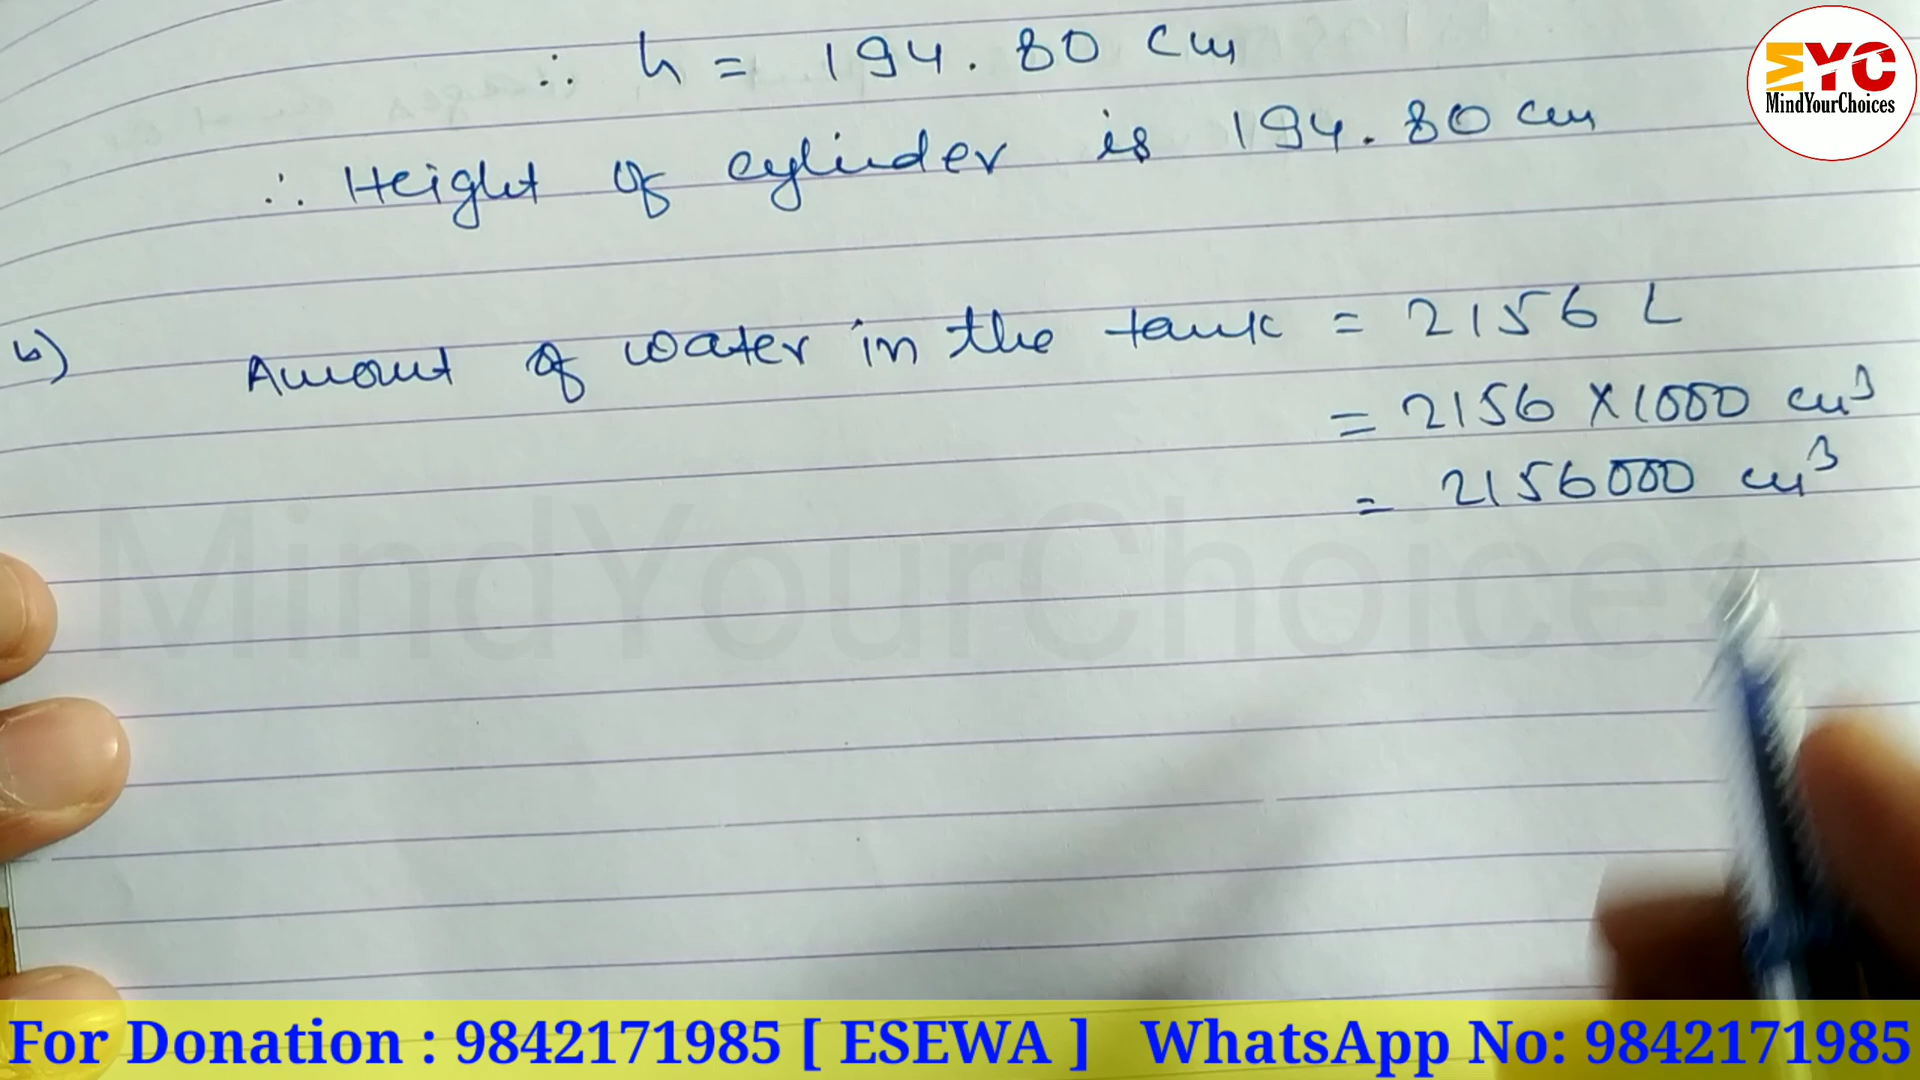 ∴ h = 194.80 cm
MYC
MindYourChoices
∴ Height of cylinder is 194.80 cm
b) Amount of water in the tank = 2156 L
= 2156 × 1000 cm³
= 2156000 cm³
MindYourChoices
For Donation : 9842171985 [ ESEWA ] WhatsApp No: 9842171985